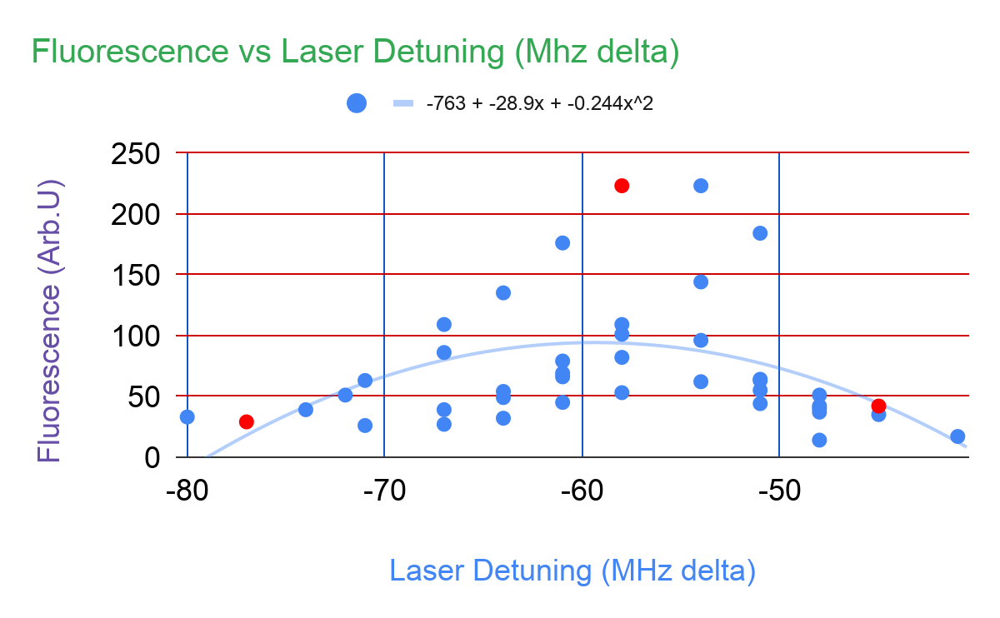 Fluorescence vs Laser Detuning (Mhz delta)
-763 + -28.9x + -0.244x^2
250
200
150
100
50
0
Fluorescence (Arb.U)
-80 -70 -60 -50
Laser Detuning (MHz delta)